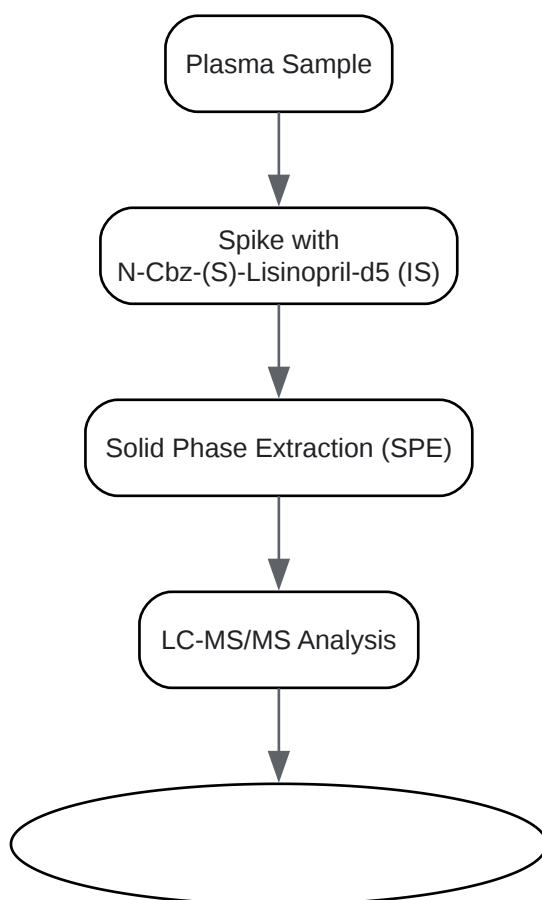 Plasma Sample
Spike with
N-Cbz-(S)-Lisinopril-d5 (IS)
Solid Phase Extraction (SPE)
LC-MS/MS Analysis